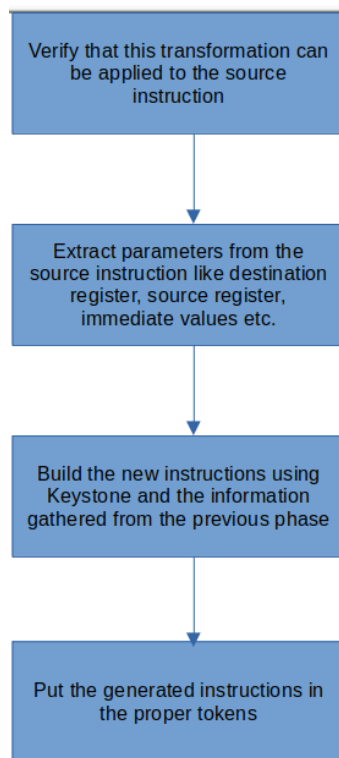 Verify that this transformation can
be applied to the source
instruction
Extract parameters from the
source instruction like destination
register, source register,
immediate values etc.
Build the new instructions using
Keystone and the information
gathered from the previous phase
Put the generated instructions in
the proper tokens